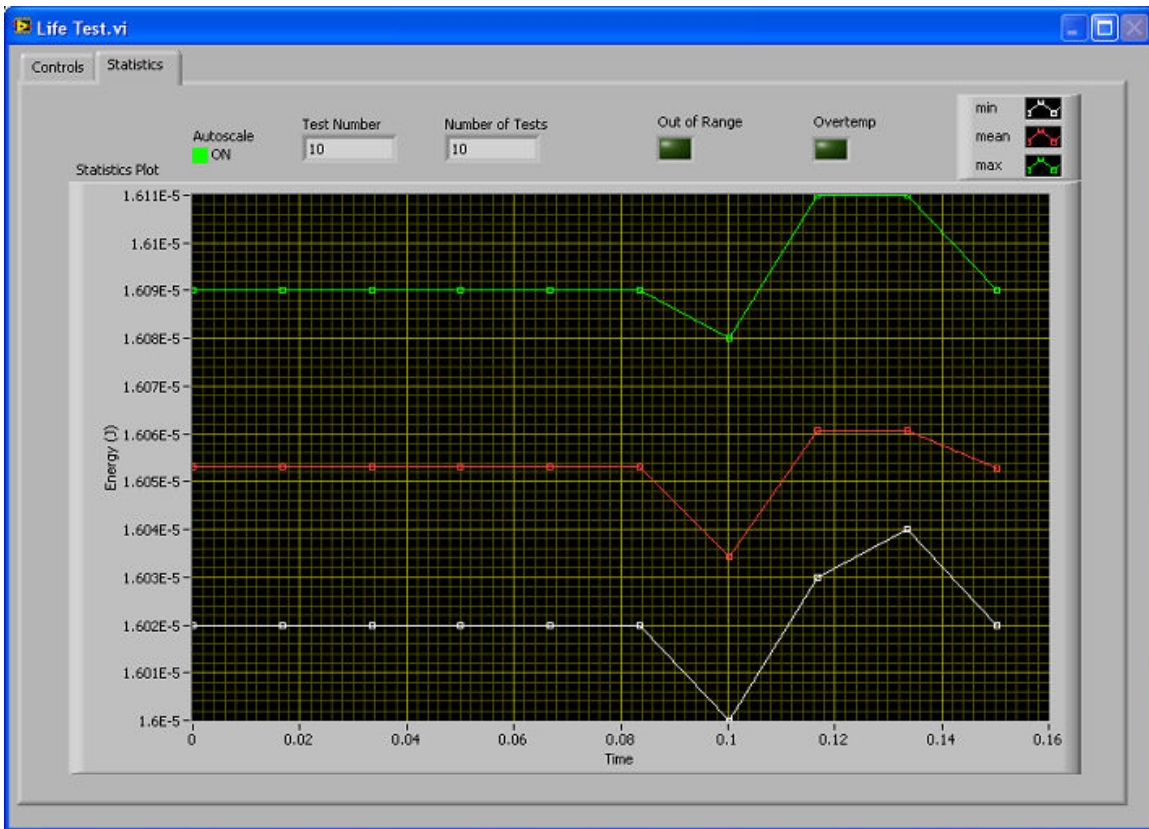 Life Test.vi
Controls Statistics
Autoscale
ON
Test Number
10
Number of Tests
10
Out of Range
Overtemp
min
mean
max
Statistics Plot
1.611E-5
1.61E-5
1.609E-5
1.608E-5
1.607E-5
1.606E-5
1.605E-5
1.604E-5
1.603E-5
1.602E-5
1.601E-5
1.6E-5
Energy (J)
0 0.02 0.04 0.06 0.08 0.1 0.12 0.14 0.16
Time